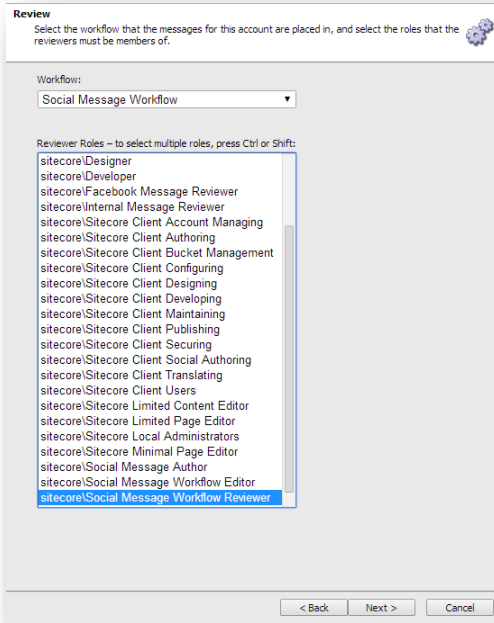 Review
Select the workflow that the messages for this account are placed in, and select the roles that the
reviewers must be members of.
Workflow:
Social Message Workflow
Reviewer Roles – to select multiple roles, press Ctrl or Shift:
sitecore\Designer
sitecore\Developer
sitecore\Facebook Message Reviewer
sitecore\Internal Message Reviewer
sitecore\Sitecore Client Account Managing
sitecore\Sitecore Client Authoring
sitecore\Sitecore Client Bucket Management
sitecore\Sitecore Client Configuring
sitecore\Sitecore Client Designing
sitecore\Sitecore Client Developing
sitecore\Sitecore Client Maintaining
sitecore\Sitecore Client Publishing
sitecore\Sitecore Client Securing
sitecore\Sitecore Client Social Authoring
sitecore\Sitecore Client Translating
sitecore\Sitecore Client Users
sitecore\Sitecore Limited Content Editor
sitecore\Sitecore Limited Page Editor
sitecore\Sitecore Local Administrators
sitecore\Sitecore Minimal Page Editor
sitecore\Social Message Author
sitecore\Social Message Workflow Editor
sitecore\Social Message Workflow Reviewer
< Back Next > Cancel